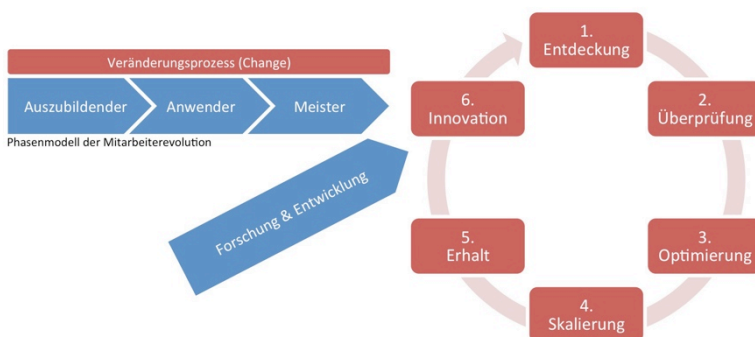 Veränderungsprozess (Change)
Auszubildender
Anwender
Meister
Phasenmodell der Mitarbeiterrevolution
Forschung & Entwicklung
1.
Entdeckung
2.
Überprüfung
3.
Optimierung
4.
Skalierung
5.
Erhalt
6.
Innovation